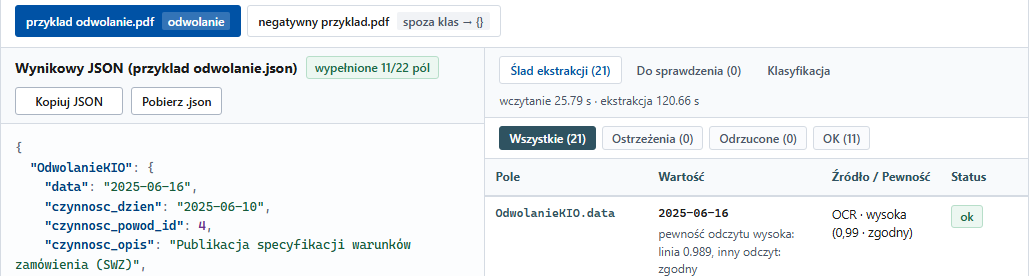 przyklad odwolanie.pdf odwolanie negatywny przyklad.pdf spoza klas → {}
Wynikowy JSON (przyklad odwolanie.json) wypełnione 11/22 pól
Kopiuj JSON Pobierz .json
{
"OdwolanieKIO": {
"data": "2025-06-16",
"czynnosc_dzien": "2025-06-10",
"czynnosc_powod_id": 4,
"czynnosc_opis": "Publikacja specyfikacji warunków
zamówienia (SWZ)",
Ślad ekstrakcji (21) Do sprawdzenia (0) Klasyfikacja
wczytanie 25.79 s · ekstrakcja 120.66 s
Wszystkie (21) Ostrzeżenia (0) Odrzucone (0) OK (11)
Pole Wartość Źródło / Pewność Status
OdwolanieKIO.data 2025-06-16 OCR · wysoka ok
pewność odczytu wysoka: (0,99 · zgodny)
linia 0.989, inny odczyt:
zgodny